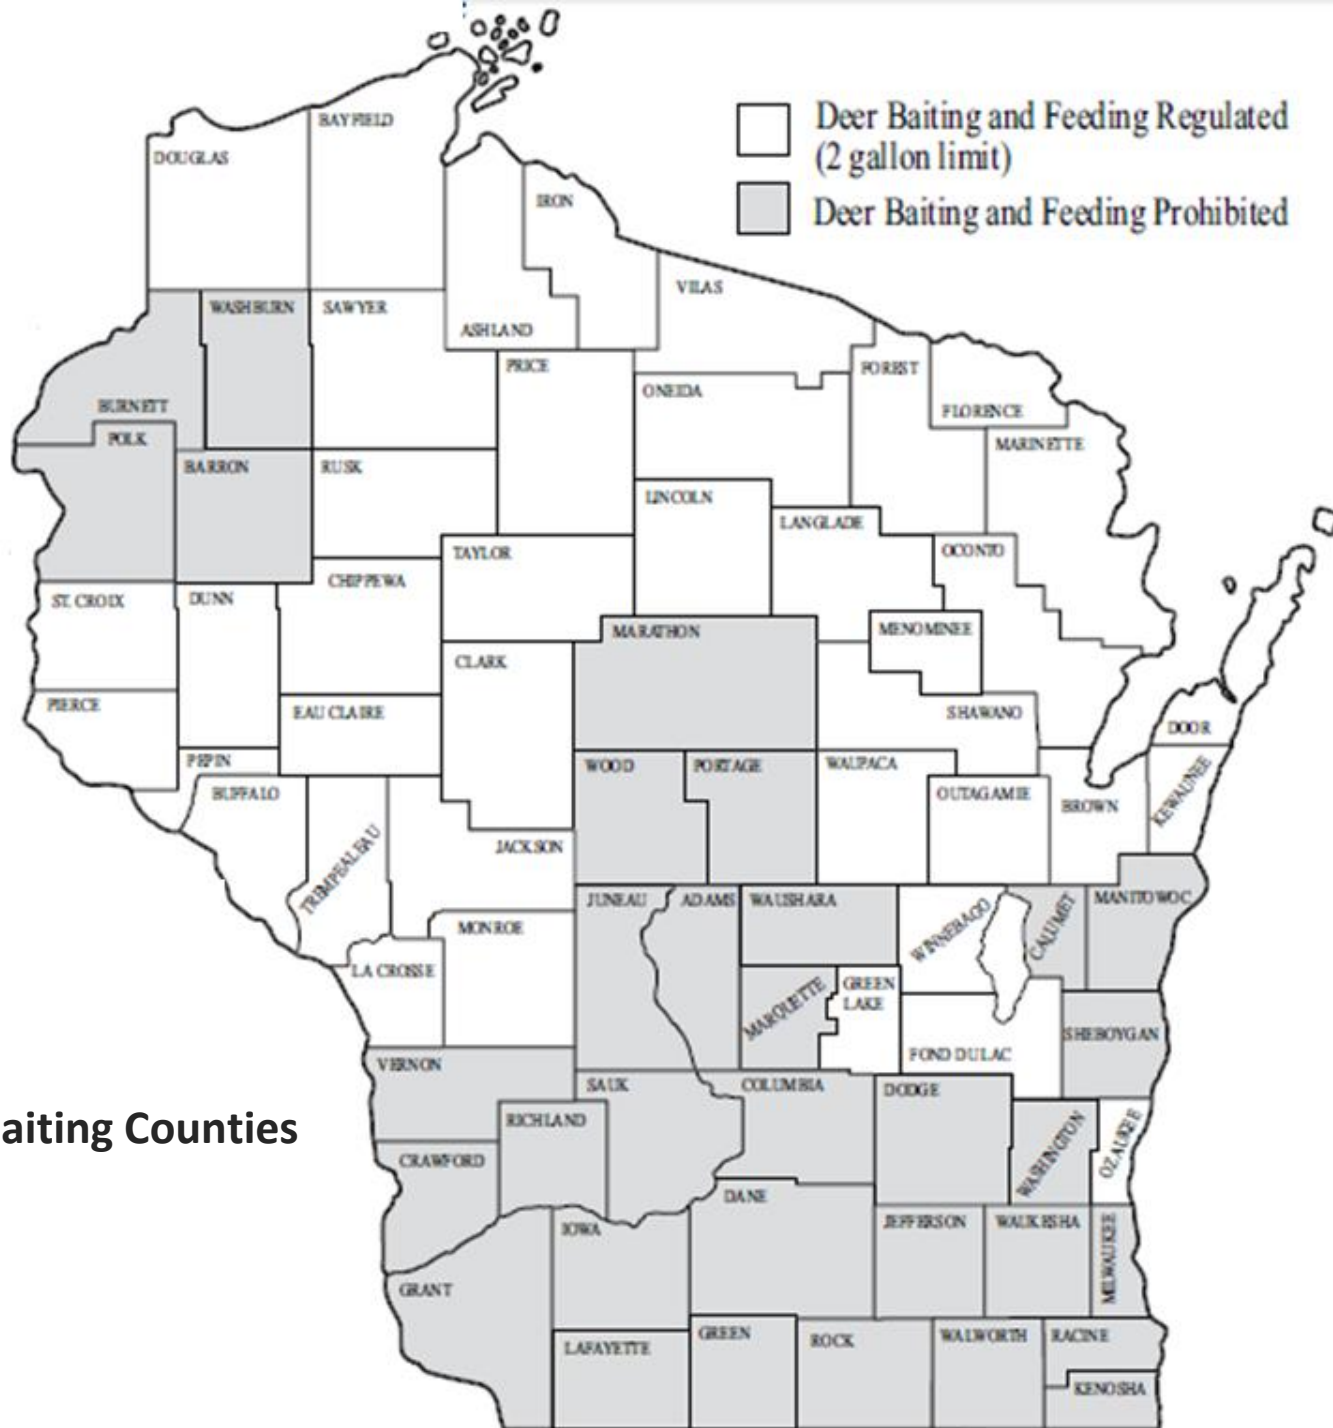 Deer Baiting and Feeding Regulated
(2 gallon limit)
Deer Baiting and Feeding Prohibited
BAYFIELD
DOUGLAS
IRON
VILAS
WASHBURN
SAWYER
ASHLAND
PRICE
FOREST
ONEIDA
BURNETT
FLORENCE
POLK
MARINETTE
BARRON
RUSK
LINCOLN
LANGLADE
TAYLOR
OCONTO
CHIPPEWA
ST. CROIX
DUNN
MARATHON
MENOMINEE
CLARK
PIERCE
EAU CLAIRE
SHAWANO
DOOR
PEPIN
WOOD
PORTAGE
WAUPACA
BUFFALO
OUTAGAMIE
BROWN
KEWAUNEE
TREMPEALEAU
JACKSON
JUNEAU
ADAMS
WAUSHARA
WINNEBAGO
CALUMET
MANITOWOC
MONROE
LA CROSSE
MARQUETTE
GREEN
LAKE
SHEBOYGAN
FOND DU LAC
VERNON
SAUK
COLUMBIA
DODGE
RICHLAND
WASHINGTON
OZAUKEE
aiting Counties
CRAWFORD
DANE
IOWA
JEFFERSON
WAUKESHA
MILWAUKEE
GRANT
LAFAYETTE
GREEN
ROCK
WALWORTH
RACINE
KENOSHA